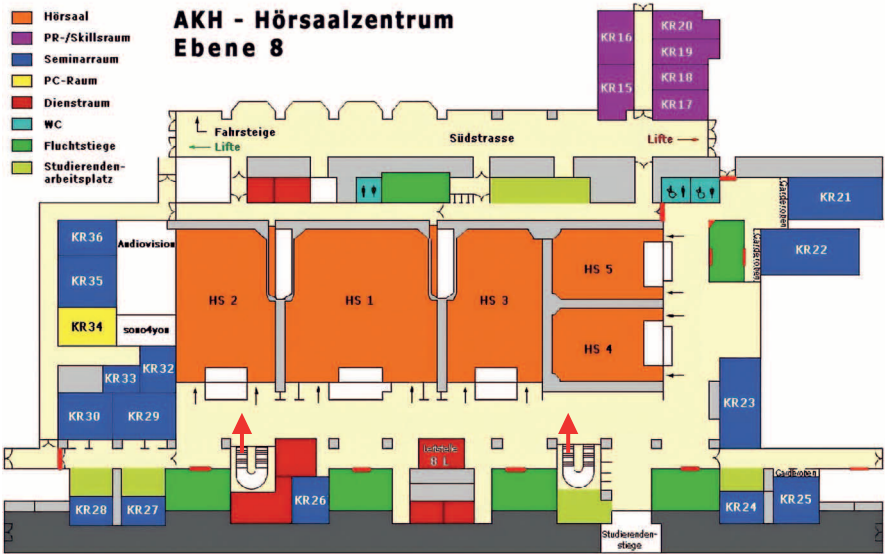 AKH - Hörsaalzentrum
Ebene 8
Hörsaal
PR-/Skillsraum
Seminarraum
PC-Raum
Dienstraum
WC
Fluchtstiege
Studierenden-
arbeitsplatz
KR16
KR20
KR19
KR18
KR15
KR17
Fahrsteige
Lifte
Südstrasse
Lifte
KR21
Garderoben
KR22
Garderoben
KR36
Audiovision
KR35
KR34
sono4you
KR33
KR32
KR30
KR29
HS 2
HS 1
HS 3
HS 5
HS 4
KR23
Leitstelle
8 L
Garderoben
KR28
KR27
KR26
KR24
KR25
Studierenden-
stiege